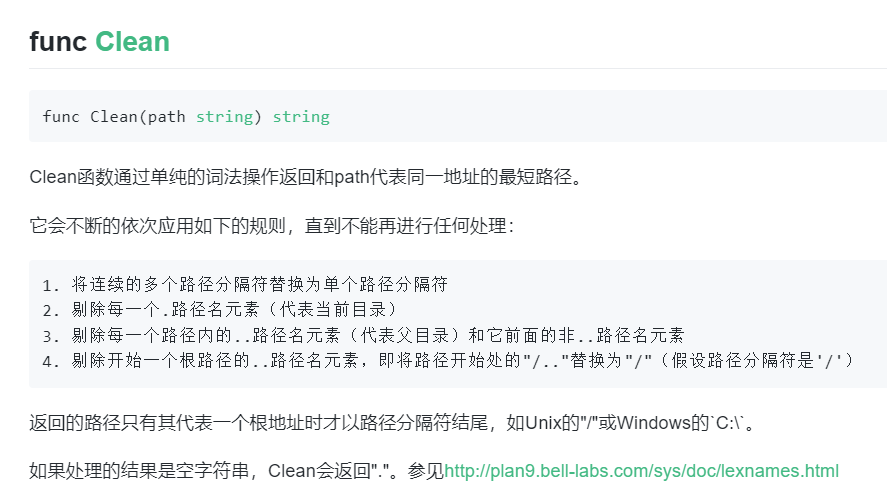 func Clean
func Clean(path string) string
Clean函数通过单纯的词法操作返回和path代表同一地址的最短路径。
它会不断的依次应用如下的规则，直到不能再进行任何处理：
1. 将连续的多个路径分隔符替换为单个路径分隔符
2. 剔除每一个.路径名元素（代表当前目录）
3. 剔除每一个路径内的..路径名元素（代表父目录）和它前面的非..路径名元素
4. 剔除开始一个根路径的..路径名元素，即将路径开始处的"/.."替换为"/"（假设路径分隔符是'/'）
返回的路径只有其代表一个根地址时才以路径分隔符结尾，如Unix的"/"或Windows的`C:\`。
如果处理的结果是空字符串，Clean会返回"."。参见http://plan9.bell-labs.com/sys/doc/lexnames.html